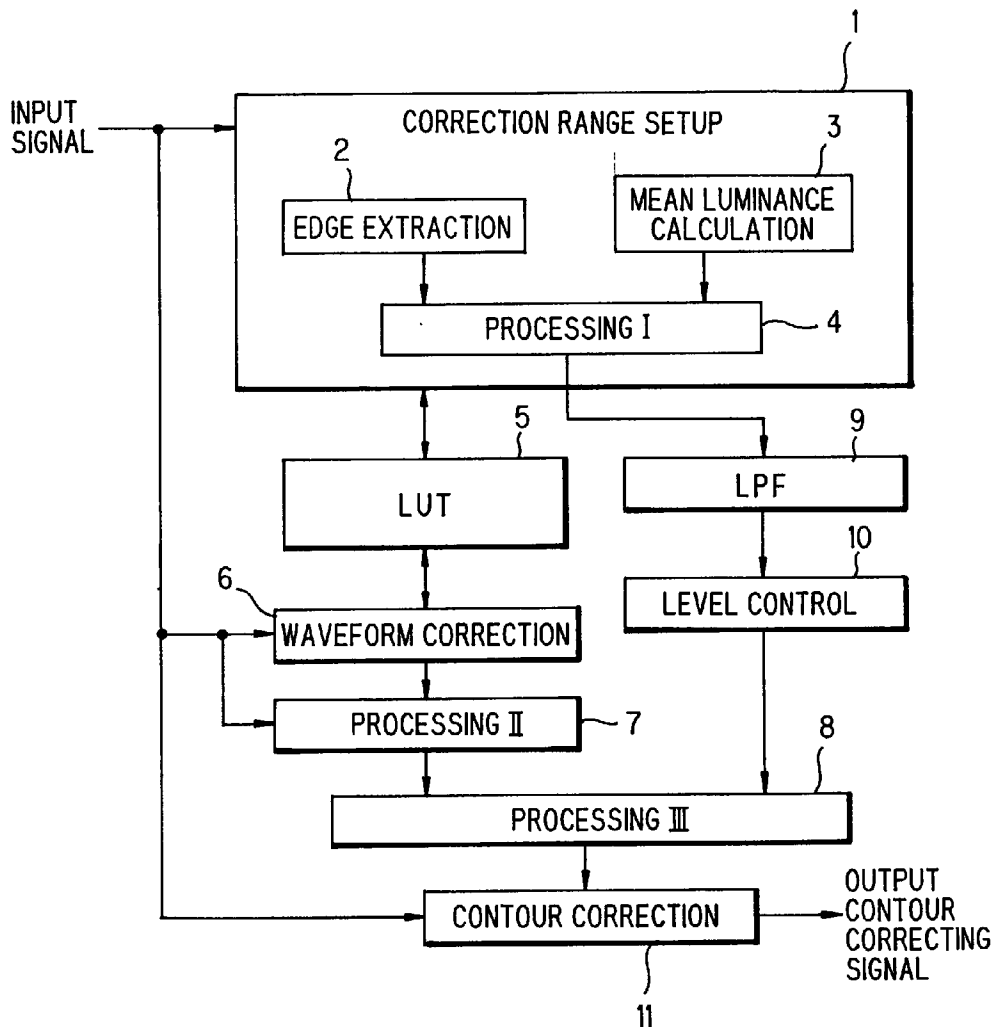 1
INPUT
SIGNAL
CORRECTION RANGE SETUP
2
3
EDGE EXTRACTION
MEAN LUMINANCE
CALCULATION
PROCESSING I
4
5
9
LUT
LPF
6
10
WAVEFORM CORRECTION
LEVEL CONTROL
PROCESSING II
7
8
PROCESSING III
CONTOUR CORRECTION
OUTPUT
CONTOUR
CORRECTING
SIGNAL
11